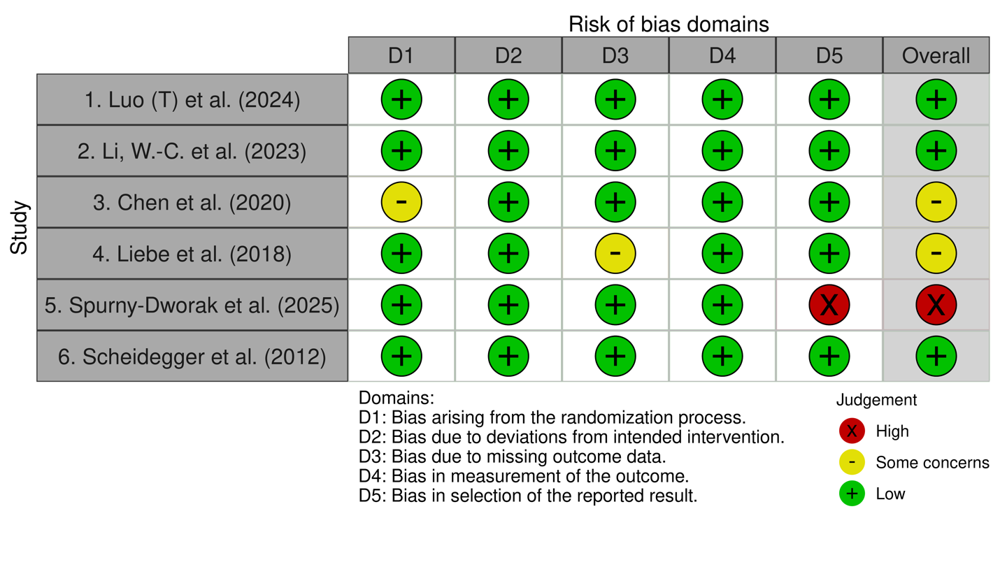 Risk of bias domains
D1 D2 D3 D4 D5 Overall
Study
1. Luo (T) et al. (2024) + + + + + +
2. Li, W.-C. et al. (2023) + + + + + +
3. Chen et al. (2020) - + + + + -
4. Liebe et al. (2018) + + - + + -
5. Spurny-Dworak et al. (2025) + + + + X X
6. Scheidegger et al. (2012) + + + + + +
Domains:
D1: Bias arising from the randomization process.
D2: Bias due to deviations from intended intervention.
D3: Bias due to missing outcome data.
D4: Bias in measurement of the outcome.
D5: Bias in selection of the reported result.
Judgement
X High
- Some concerns
+ Low